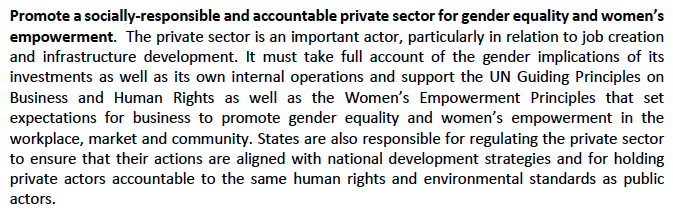 Promote a socially-responsible and accountable private sector for gender equality and women's
empowerment. The private sector is an important actor, particularly in relation to job creation
and infrastructure development. It must take full account of the gender implications of its
investments as well as its own internal operations and support the UN Guiding Principles on
Business and Human Rights as well as the Women's Empowerment Principles that set
expectations for business to promote gender equality and women's empowerment in the
workplace, market and community. States are also responsible for regulating the private sector
to ensure that their actions are aligned with national development strategies and for holding
private actors accountable to the same human rights and environmental standards as public
actors.